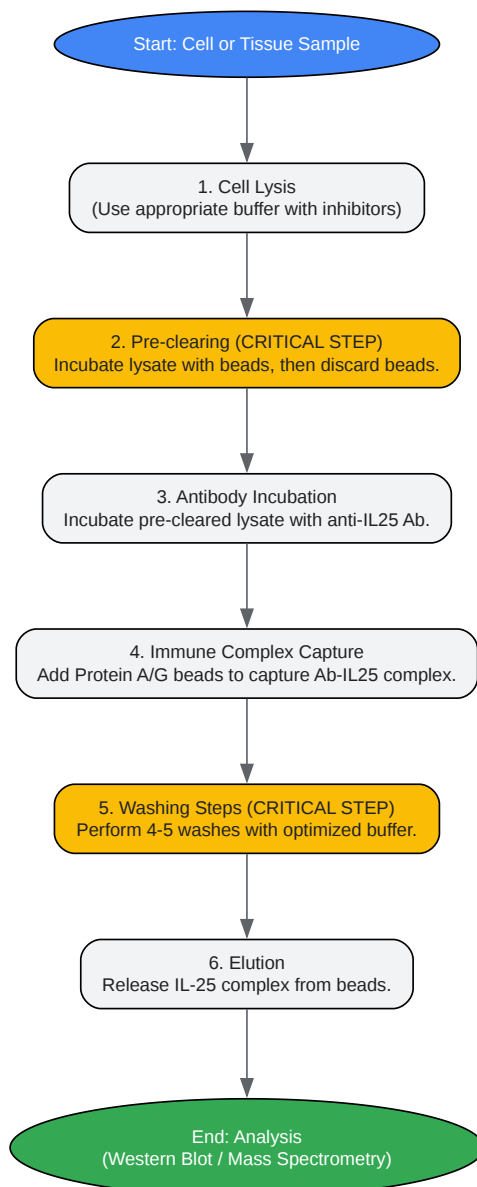 Start: Cell or Tissue Sample
1. Cell Lysis
(Use appropriate buffer with inhibitors)
2. Pre-clearing (CRITICAL STEP)
Incubate lysate with beads, then discard beads.
3. Antibody Incubation
Incubate pre-cleared lysate with anti-IL25 Ab.
4. Immune Complex Capture
Add Protein A/G beads to capture Ab-IL25 complex.
5. Washing Steps (CRITICAL STEP)
Perform 4-5 washes with optimized buffer.
6. Elution
Release IL-25 complex from beads.
End: Analysis
(Western Blot / Mass Spectrometry)